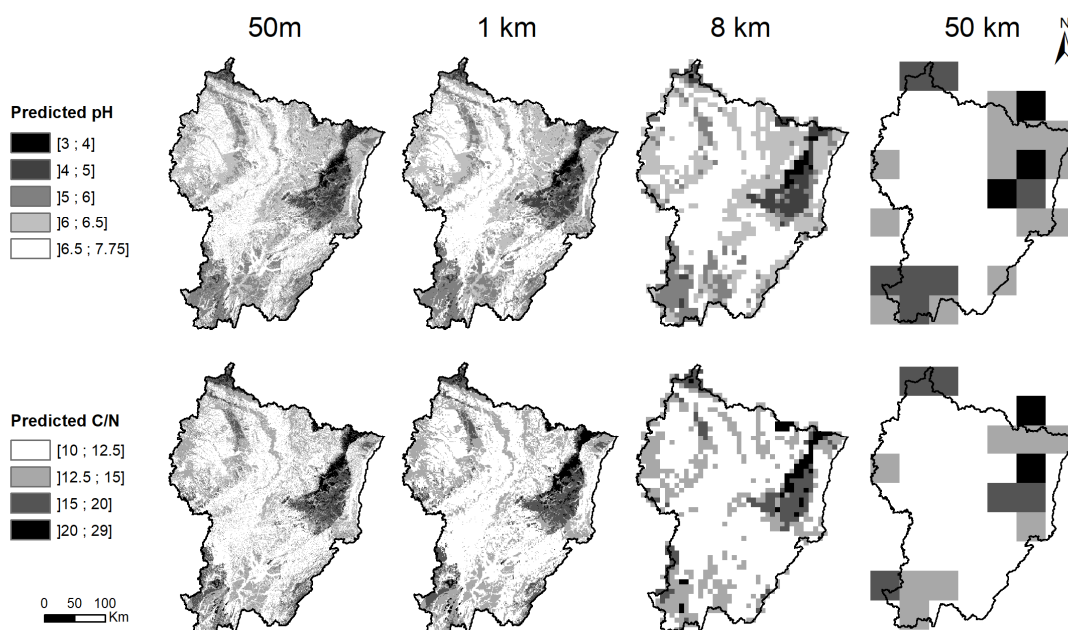 50m 1 km 8 km 50 km
N
Predicted pH
[3 ; 4]
]4 ; 5]
]5 ; 6]
]6 ; 6.5]
]6.5 ; 7.75]
Predicted C/N
[10 ; 12.5]
]12.5 ; 15]
]15 ; 20]
]20 ; 29]
0 50 100
Km